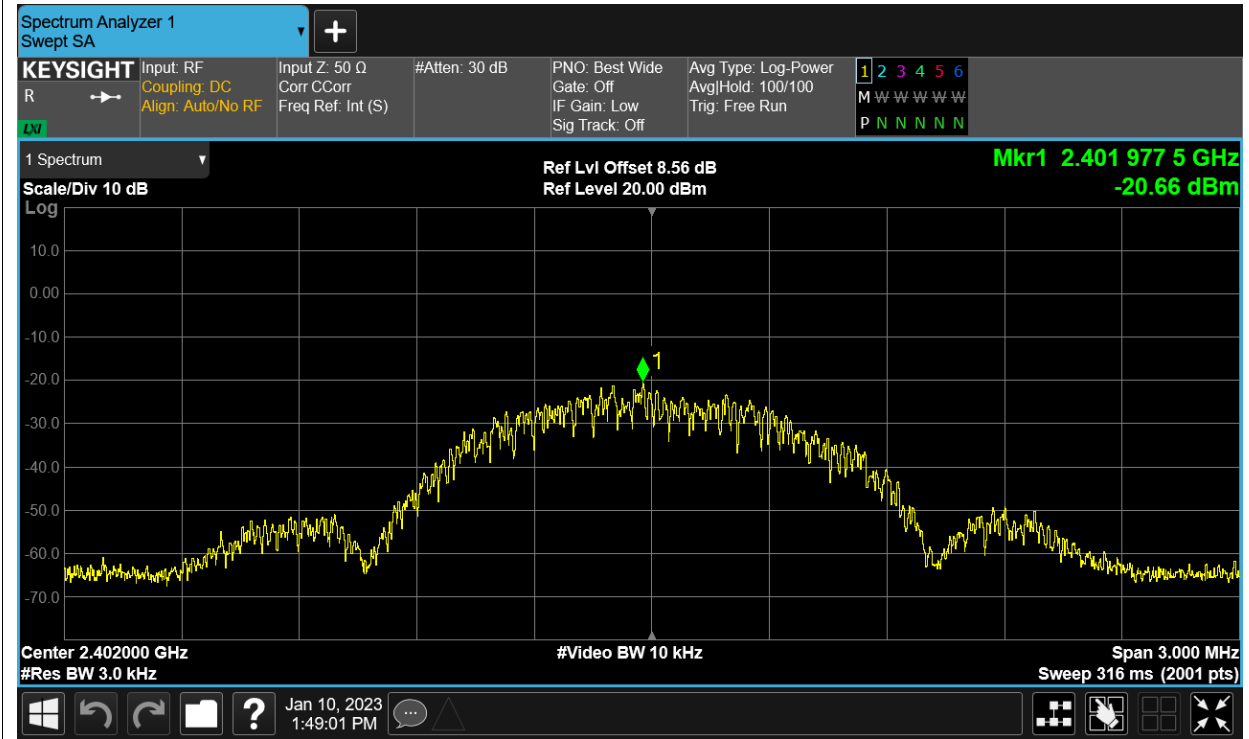 Spectrum Analyzer 1
Swept SA
KEYSIGHT
R
LXI
Input: RF
Coupling: DC
Align: Auto/No RF
Input Z: 50 Ω
Corr CCorr
Freq Ref: Int (S)
#Atten: 30 dB
PNO: Best Wide
Gate: Off
IF Gain: Low
Sig Track: Off
Avg Type: Log-Power
Avg|Hold: 100/100
Trig: Free Run
1 2 3 4 5 6
M W W W W W
P N N N N N
1 Spectrum
Scale/Div 10 dB
Ref Lvl Offset 8.56 dB
Ref Level 20.00 dBm
Mkr1 2.401 977 5 GHz
-20.66 dBm
Log
10.0
0.00
-10.0
1
-20.0
-30.0
-40.0
-50.0
-60.0
-70.0
Center 2.402000 GHz
#Res BW 3.0 kHz
#Video BW 10 kHz
Span 3.000 MHz
Sweep 316 ms (2001 pts)
?
Jan 10, 2023
1:49:01 PM